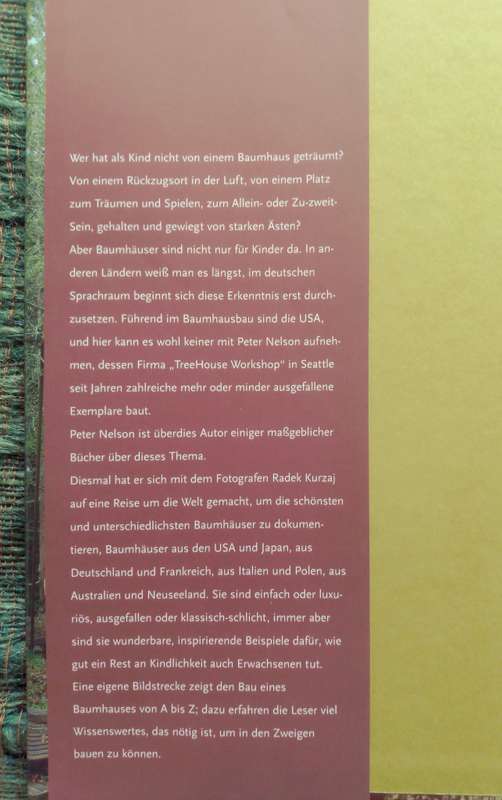 Wer hat als Kind nicht von einem Baumhaus geträumt?
Von einem Rückzugsort in der Luft, von einem Platz
zum Träumen und Spielen, zum Allein- oder Zu-zweit-
Sein, gehalten und gewiegt von starken Ästen?
Aber Baumhäuser sind nicht nur für Kinder da. In an-
deren Ländern weiß man es längst, im deutschen
Sprachraum beginnt sich diese Erkenntnis erst durch-
zusetzen. Führend im Baumhausbau sind die USA,
und hier kann es wohl keiner mit Peter Nelson aufneh-
men, dessen Firma „TreeHouse Workshop“ in Seattle
seit Jahren zahlreiche mehr oder minder ausgefallene
Exemplare baut.
Peter Nelson ist überdies Autor einiger maßgeblicher
Bücher über dieses Thema.
Diesmal hat er sich mit dem Fotografen Radek Kurzaj
auf eine Reise um die Welt gemacht, um die schönsten
und unterschiedlichsten Baumhäuser zu dokumen-
tieren, Baumhäuser aus den USA und Japan, aus
Deutschland und Frankreich, aus Italien und Polen, aus
Australien und Neuseeland. Sie sind einfach oder luxu-
riös, ausgefallen oder klassisch-schlicht, immer aber
sind sie wunderbare, inspirierende Beispiele dafür, wie
gut ein Rest an Kindlichkeit auch Erwachsenen tut.
Eine eigene Bildstrecke zeigt den Bau eines
Baumhauses von A bis Z; dazu erfahren die Leser viel
Wissenswertes, das nötig ist, um in den Zweigen
bauen zu können.